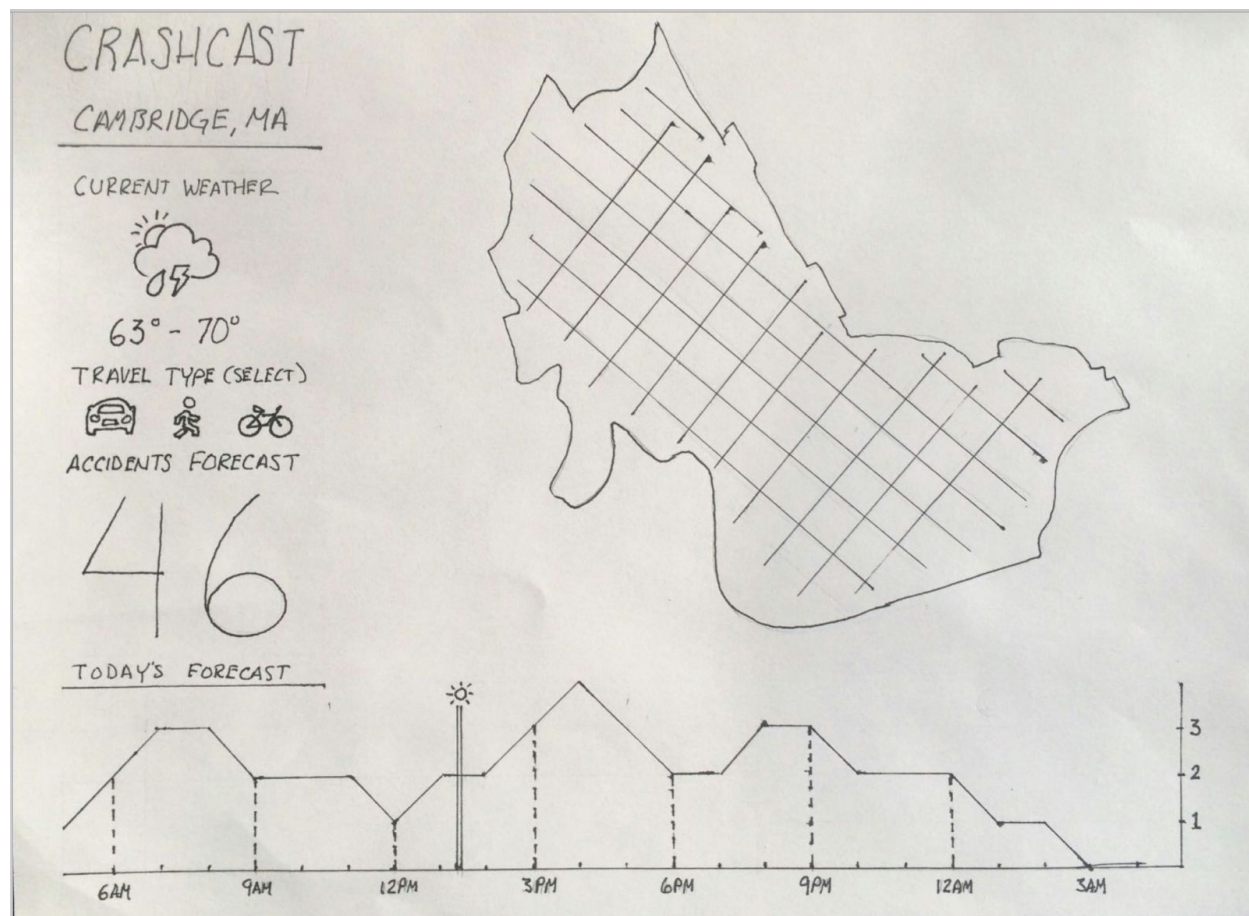 CRASHCAST
CAMBRIDGE, MA
CURRENT WEATHER
63° - 70°
TRAVEL TYPE (SELECT)
ACCIDENTS FORECAST
46
TODAY'S FORECAST
3
2
1
6AM 9AM 12PM 3PM 6PM 9PM 12AM 3AM